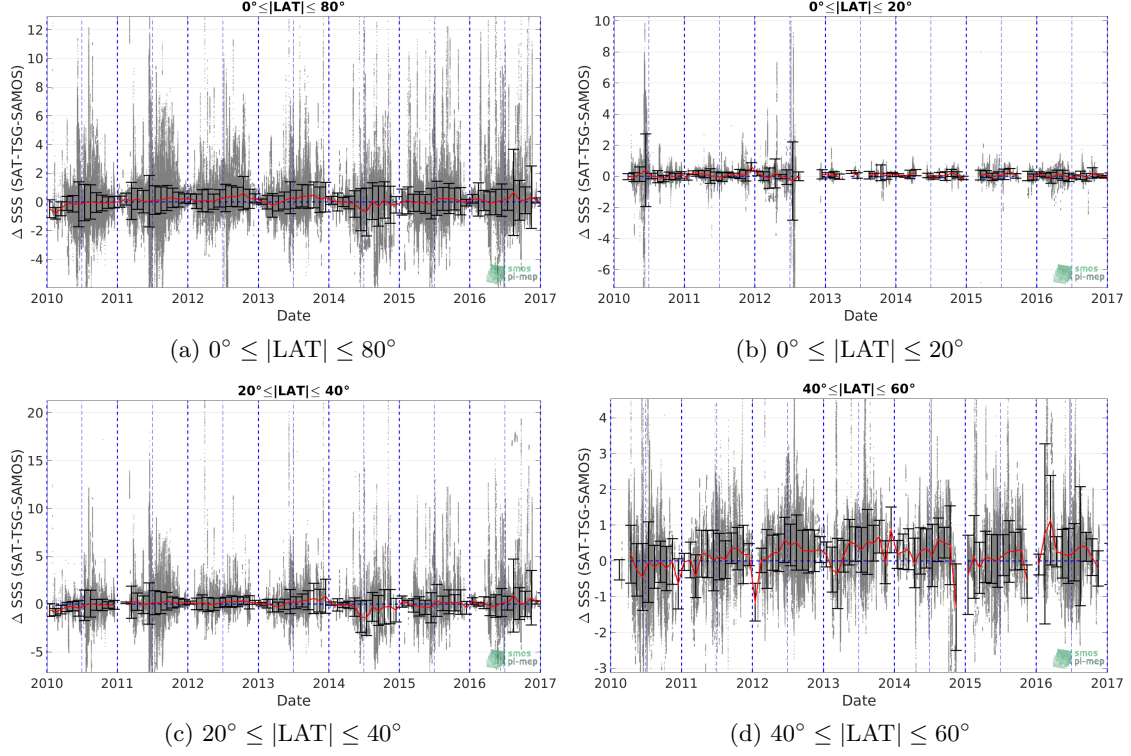 0°≤|LAT|≤ 80°
Δ SSS (SAT-TSG-SAMOS)
12
10
8
6
4
2
0
-2
-4
2010 2011 2012 2013 2014 2015 2016 2017
Date
smos
pi-mep
(a) 0° ≤ |LAT| ≤ 80°
0°≤|LAT|≤ 20°
Δ SSS (SAT-TSG-SAMOS)
10
8
6
4
2
0
-2
-4
-6
2010 2011 2012 2013 2014 2015 2016 2017
Date
smos
pi-mep
(b) 0° ≤ |LAT| ≤ 20°
20°≤|LAT|≤ 40°
Δ SSS (SAT-TSG-SAMOS)
20
15
10
5
0
-5
2010 2011 2012 2013 2014 2015 2016 2017
Date
smos
pi-mep
(c) 20° ≤ |LAT| ≤ 40°
40°≤|LAT|≤ 60°
Δ SSS (SAT-TSG-SAMOS)
4
3
2
1
0
-1
-2
-3
2010 2011 2012 2013 2014 2015 2016 2017
Date
smos
pi-mep
(d) 40° ≤ |LAT| ≤ 60°